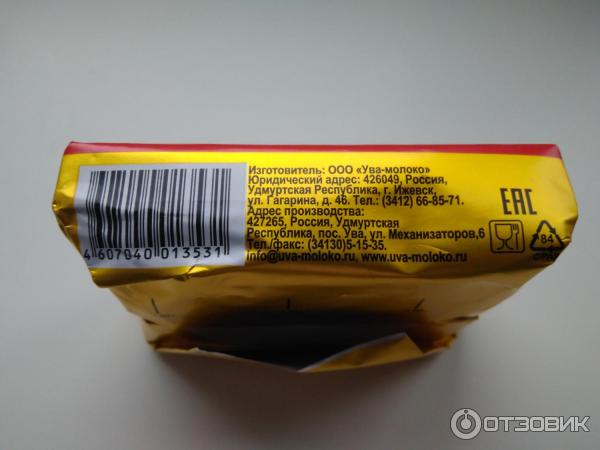 Изготовитель: ООО «Ува-молоко»
Юридический адрес: 426049, Россия,
Удмуртская Республика, г. Ижевск,
ул. Гагарина, д. 46. Тел.: (3412) 66-85-71.
Адрес производства:
427265, Россия, Удмуртская
Республика, пос. Ува, ул. Механизаторов,6
Тел./факс: (34130)5-15-35.
info@uva-moloko.ru, www.uva-moloko.ru
4607040 013531
EAC
84
ОТЗОВИК